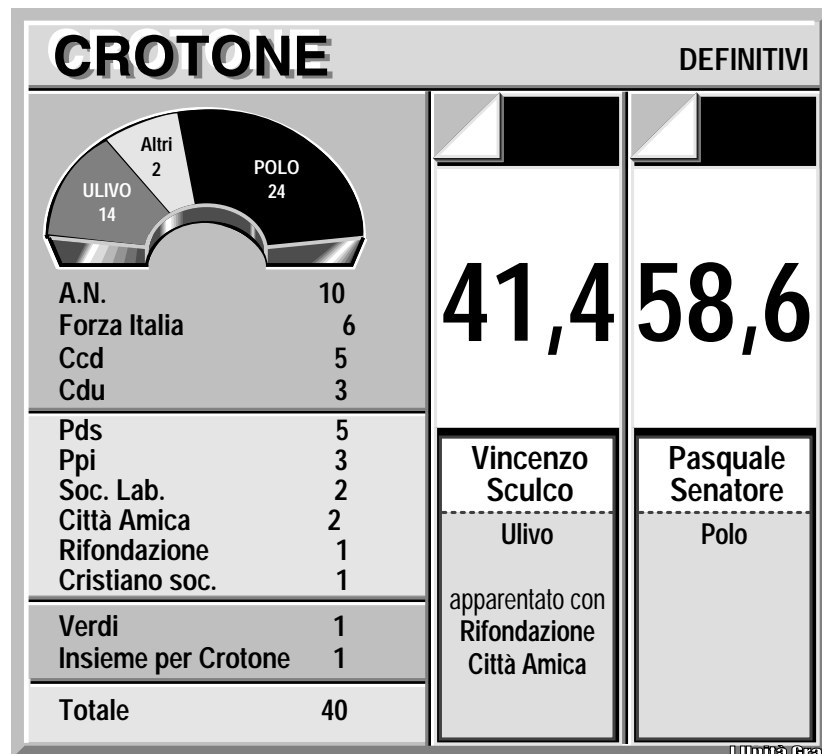 CROTONE
DEFINITIVI
Altri
2
POLO
24
ULIVO
14
A.N. 10
Forza Italia 6
Ccd 5
Cdu 3
Pds 5
Ppi 3
Soc. Lab. 2
Città Amica 2
Rifondazione 1
Cristiano soc. 1
Verdi 1
Insieme per Crotone 1
Totale 40
41,4
Vincenzo
Sculco
Ulivo
apparentato con
Rifondazione
Città Amica
58,6
Pasquale
Senatore
Polo